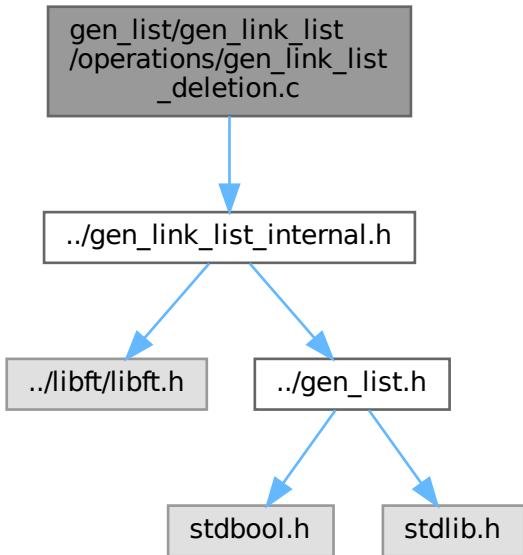 gen_list/gen_link_list
/operations/gen_link_list
_deletion.c
../gen_link_list_internal.h
../libft/libft.h
../gen_list.h
stdbool.h
stdlib.h